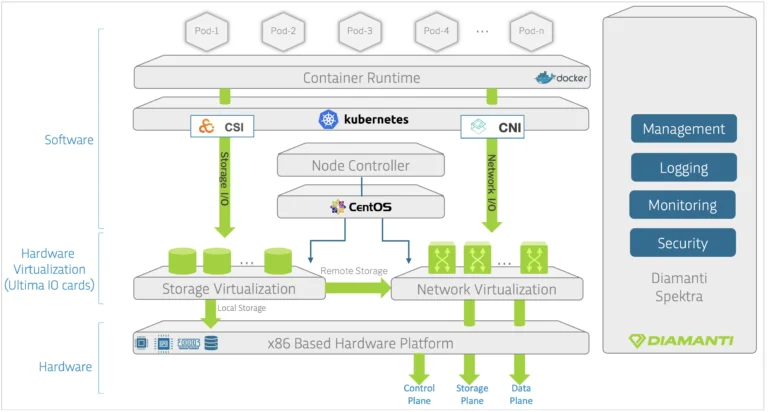 Pod-1
Pod-2
Pod-3
Pod-4
...
Pod-n
Container Runtime
docker
kubernetes
CSI
CNI
Software
Storage I/O
Network I/O
Node Controller
CentOS
Management
Logging
Monitoring
Security
Diamanti
Spektra
DIAMANTI
Hardware
Virtualization
(Ultima IO cards)
...
...
Storage Virtualization
Remote Storage
Network Virtualization
Local Storage
Hardware
x86 Based Hardware Platform
Control
Plane
Storage
Plane
Data
Plane